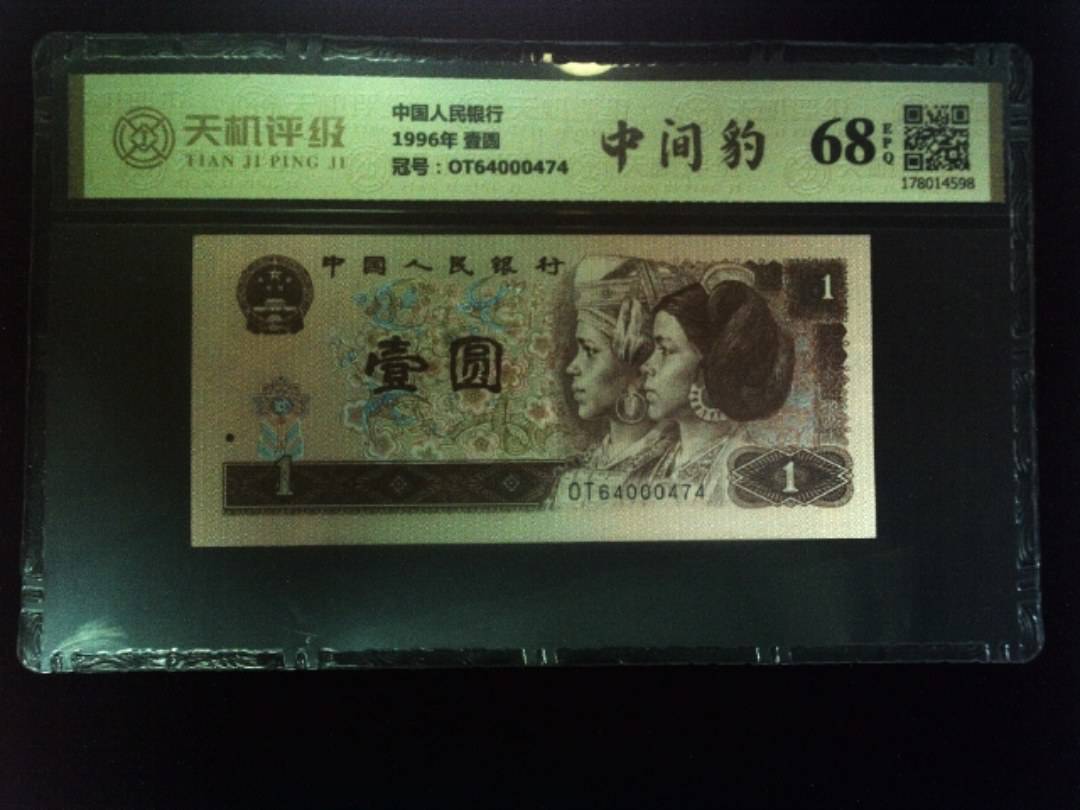 天机评级
TIAN JI PING JI
中国人民银行
1996年 壹圆
冠号：OT64000474
中间豹
68
EPQ
178014598
中国人民银行
1
壹圆
1
OT64000474
1